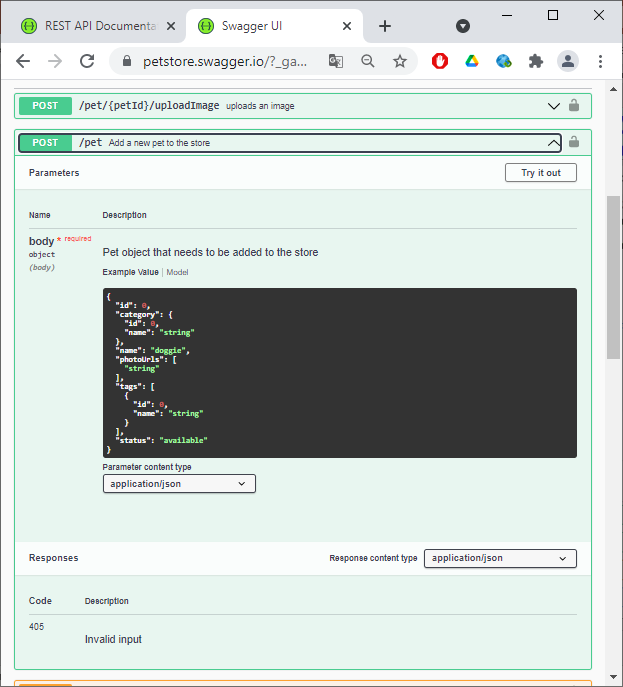 REST API Documenta
Swagger UI
petstore.swagger.io/?_ga...
POST /pet/{petId}/uploadImage uploads an image
POST /pet Add a new pet to the store
Parameters
Try it out
Name Description
body * required
object
(body)
Pet object that needs to be added to the store
Example Value | Model
{
  "id": 0,
  "category": {
    "id": 0,
    "name": "string"
  },
  "name": "doggie",
  "photoUrls": [
    "string"
  ],
  "tags": [
    {
      "id": 0,
      "name": "string"
    }
  ],
  "status": "available"
}
Parameter content type
application/json
Responses
Response content type
application/json
Code Description
405
Invalid input